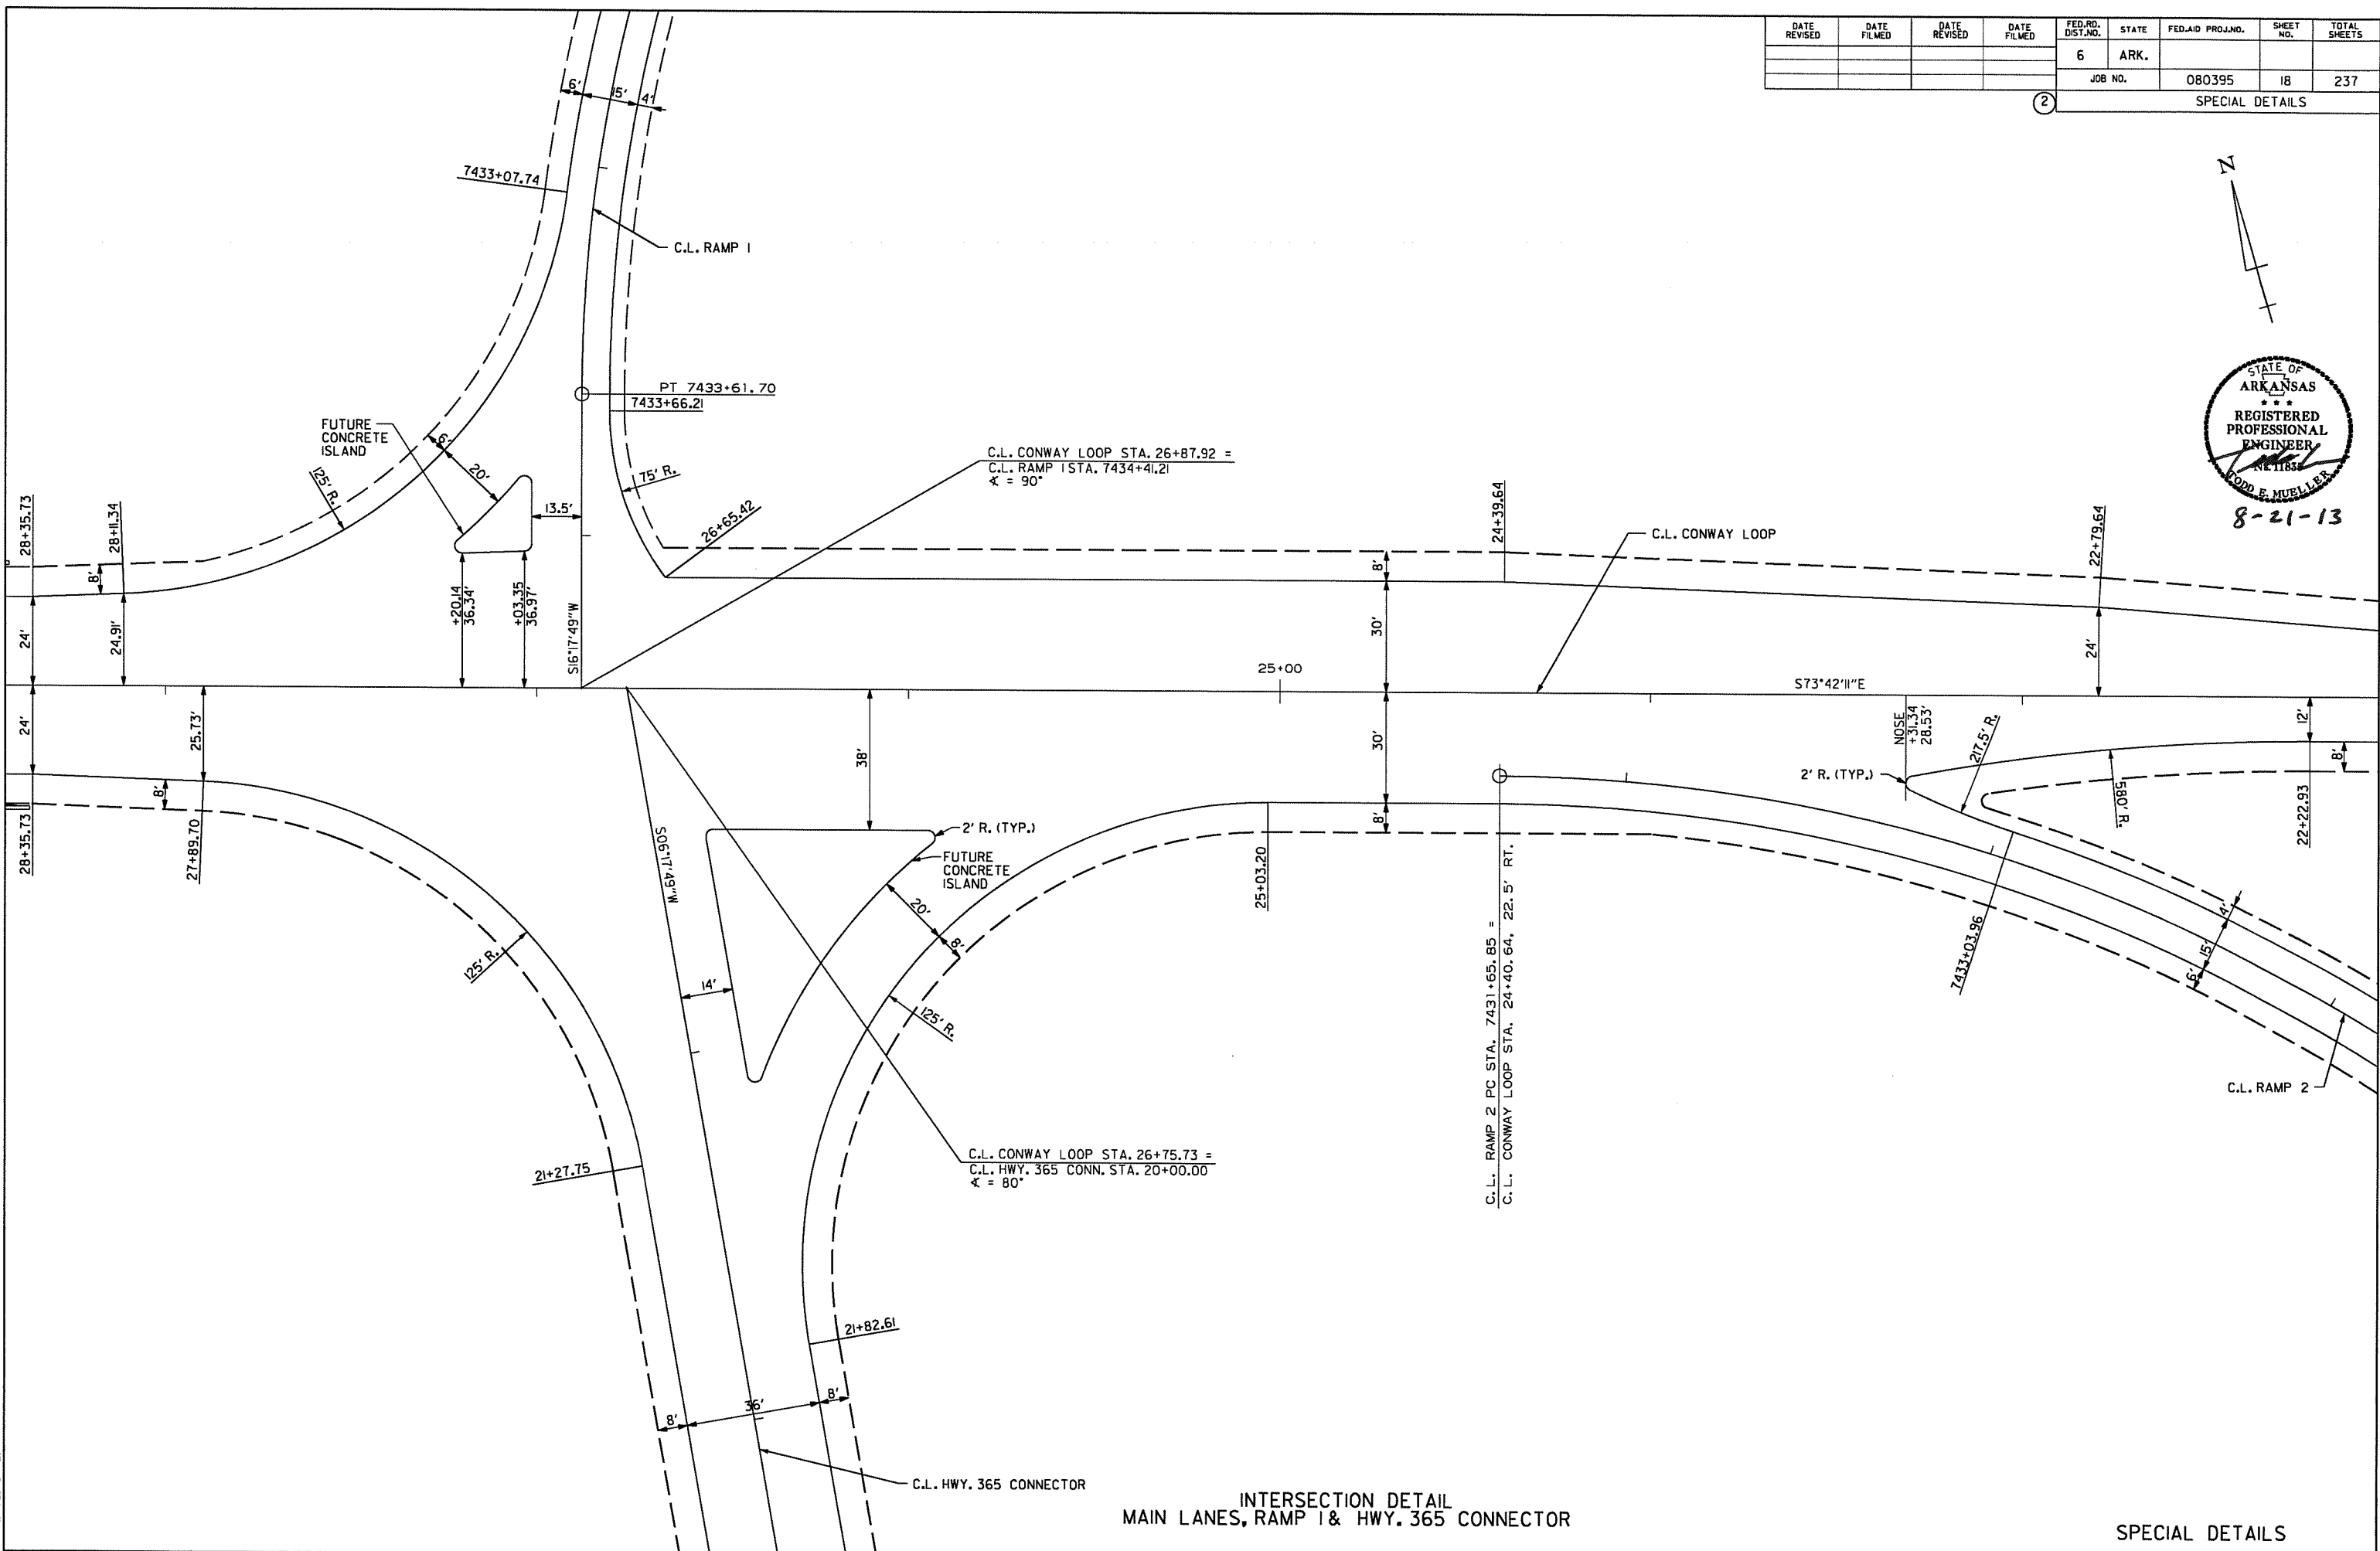 DATE REVISED
DATE FILMED
DATE REVISED
DATE FILMED
FED.RD. DIST.NO.
STATE
FED.AID PROJ.NO.
SHEET NO.
TOTAL SHEETS
6
ARK.
JOB NO.
080395
18
237
2
SPECIAL DETAILS
N
STATE OF
ARKANSAS
* * *
REGISTERED
PROFESSIONAL
ENGINEER
No. 11835
TODD E. MUELLER
8-21-13
6'
15'
4'
7433+07.74
C.L. RAMP 1
PT 7433+61.70
7433+66.21
FUTURE
CONCRETE
ISLAND
6'
20'
125' R.
75' R.
13.5'
26+65.42
C.L. CONWAY LOOP STA. 26+87.92 =
C.L. RAMP 1 STA. 7434+41.21
∢ = 90°
28+35.73
28+11.34
8'
24'
24.91'
+20.14
36.34'
+03.35
36.97'
S16°17'49"W
24+39.64
8'
30'
C.L. CONWAY LOOP
22+79.64
24'
25+00
S73°42'11"E
24'
25.73'
8'
28+35.73
27+89.70
38'
30'
8'
NOSE
+31.34
28.53'
217.5' R.
12'
8'
2' R. (TYP.)
580' R.
22+22.93
S06°17'49"W
2' R. (TYP.)
FUTURE
CONCRETE
ISLAND
25+03.20
20'
8'
125' R.
14'
125' R.
C.L. RAMP 2 PC STA. 7431+65.85 =
C.L. CONWAY LOOP STA. 24+40.64, 22.5' RT.
7433+03.96
4'
15'
6'
C.L. RAMP 2
C.L. CONWAY LOOP STA. 26+75.73 =
C.L. HWY. 365 CONN. STA. 20+00.00
∢ = 80°
21+27.75
21+82.61
8'
36'
8'
C.L. HWY. 365 CONNECTOR
INTERSECTION DETAIL
MAIN LANES, RAMP 1 & HWY. 365 CONNECTOR
SPECIAL DETAILS